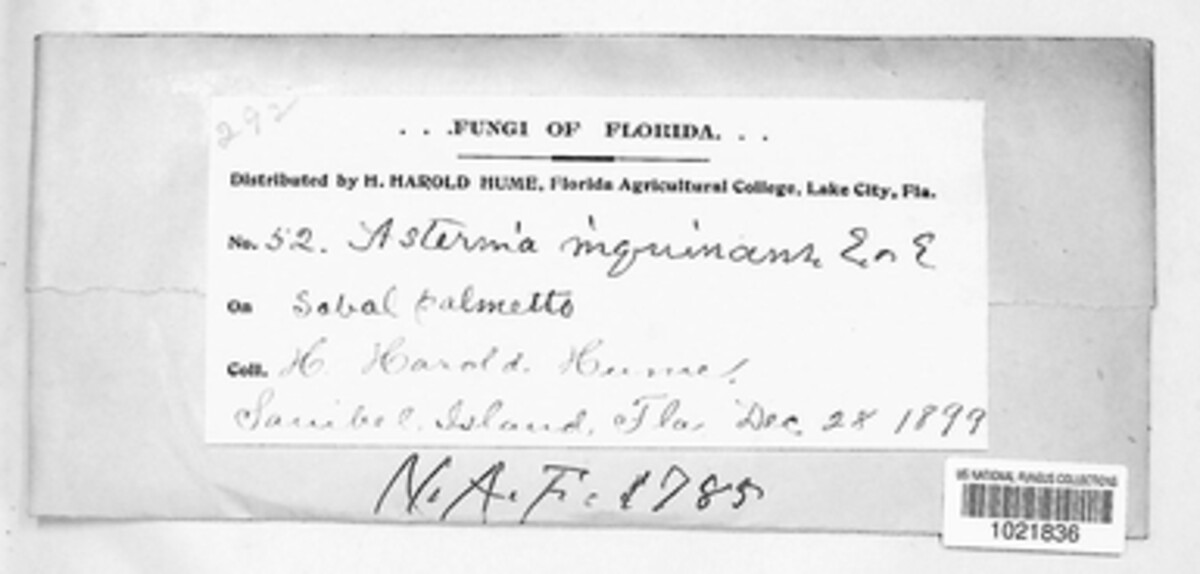 292
. . .FUNGI OF FLORIDA. . .
Distributed by H. HAROLD HUME, Florida Agricultural College, Lake City, Fla.
No. 52. Asterina inquinans E & E
On Sabal palmetto
Coll. H. Harold Hume.
Sanibel Island, Fla. Dec. 28 1899
N. A. F. 1785
US NATIONAL FUNGUS COLLECTIONS
1021836